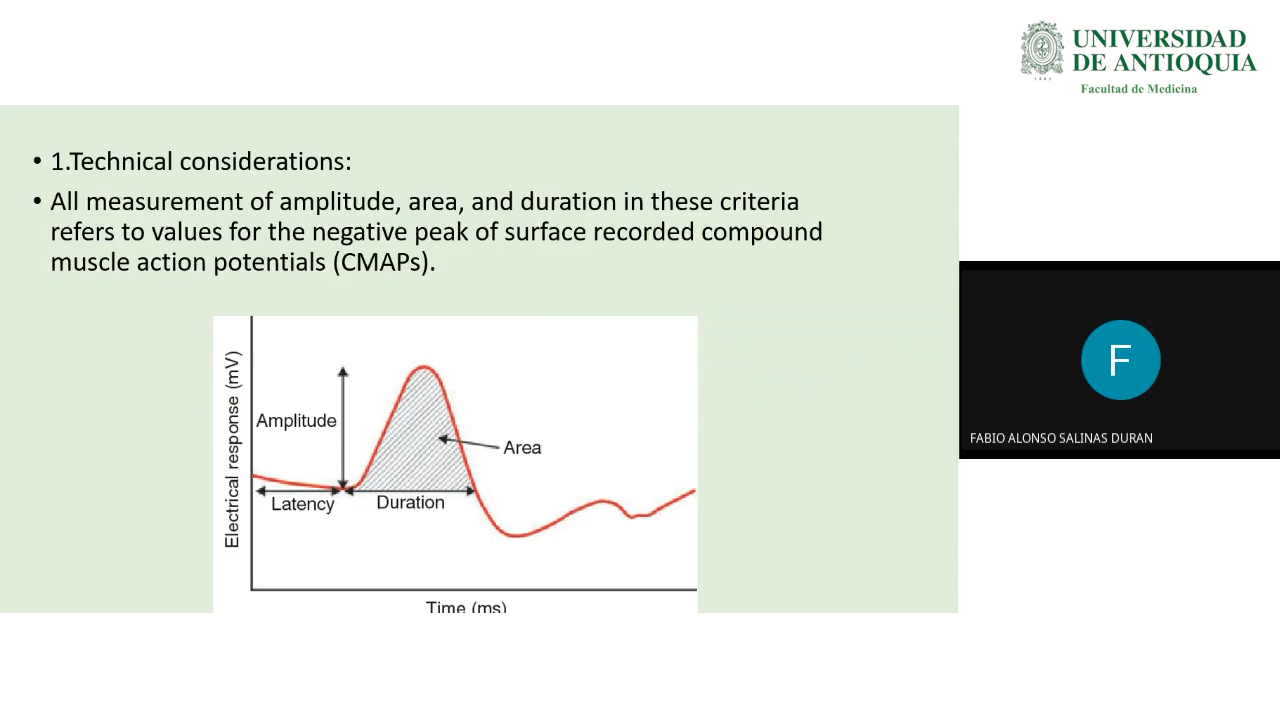 UNIVERSIDAD
DE ANTIOQUIA
1803
Facultad de Medicina
• 1.Technical considerations:
• All measurement of amplitude, area, and duration in these criteria
refers to values for the negative peak of surface recorded compound
muscle action potentials (CMAPs).
Electrical response (mV)
Amplitude
Area
Latency
Duration
Time (ms)
F
FABIO ALONSO SALINAS DURAN